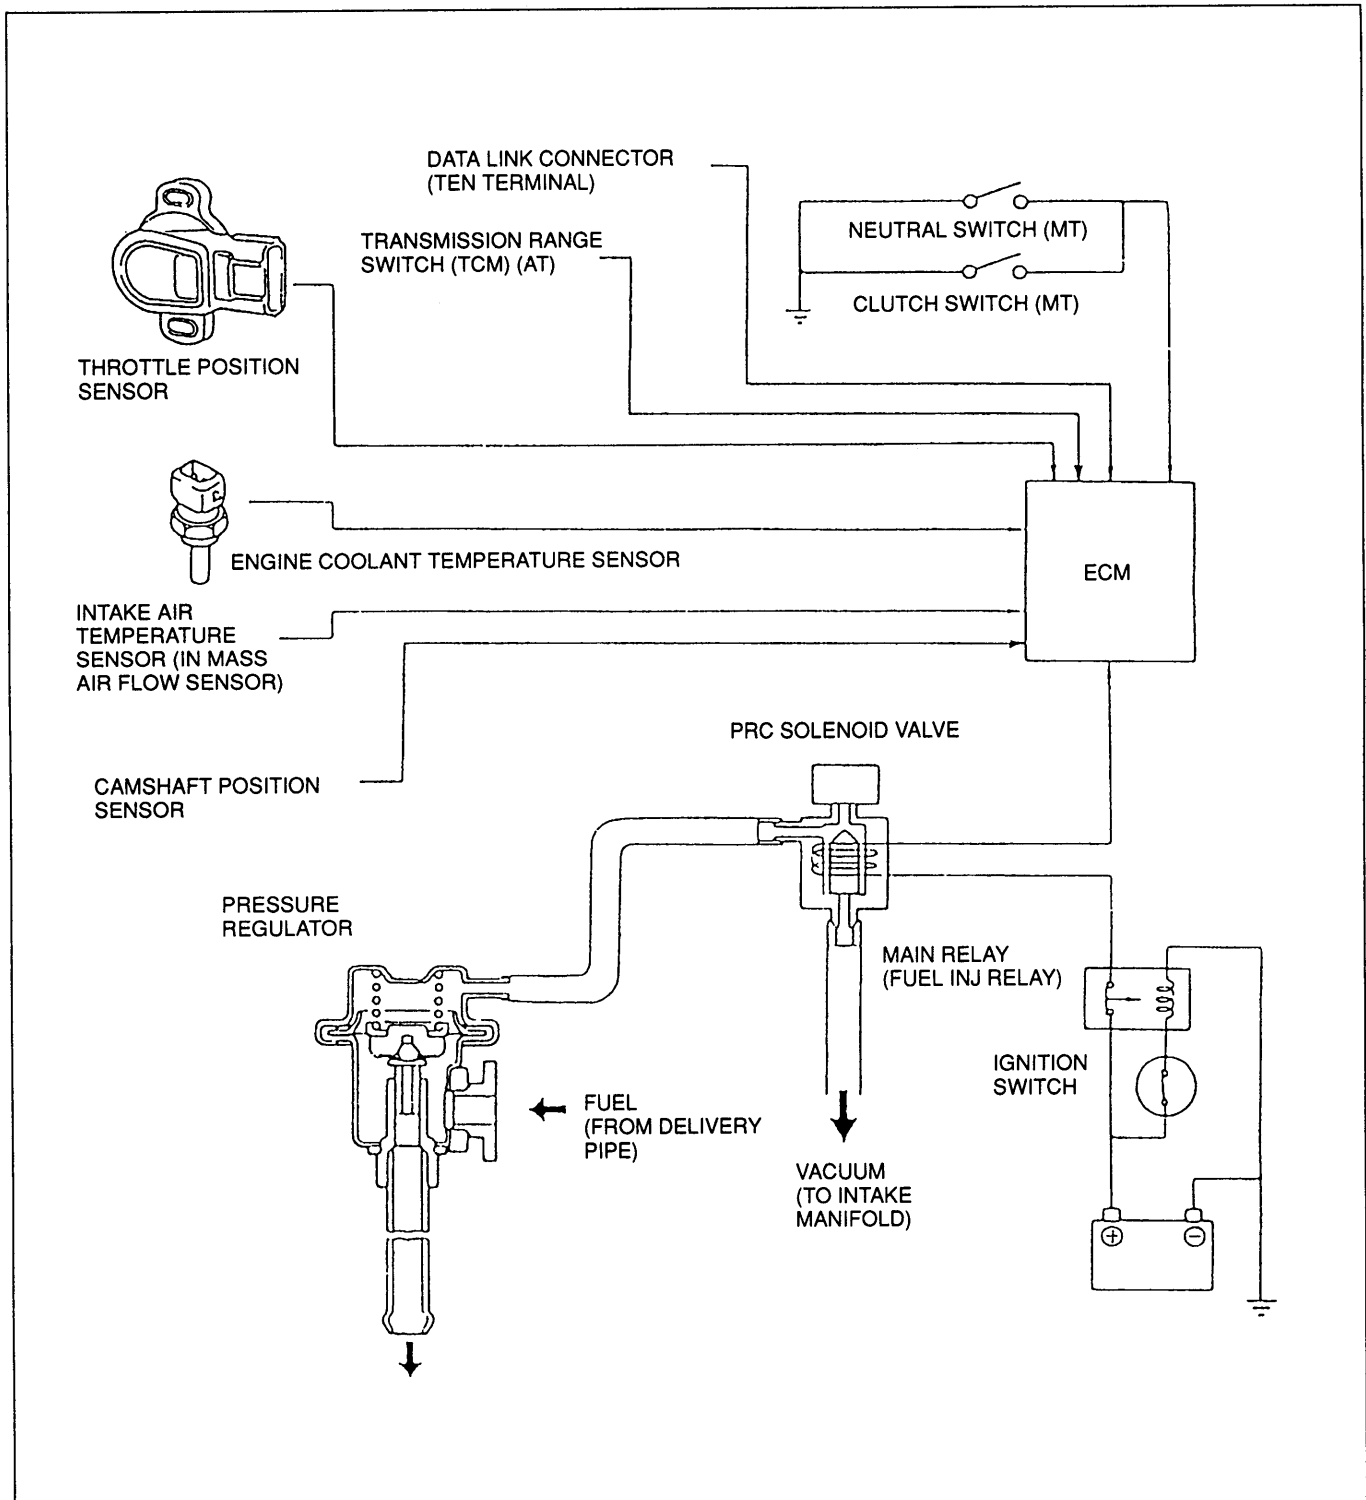 DATA LINK CONNECTOR
(TEN TERMINAL)
NEUTRAL SWITCH (MT)
TRANSMISSION RANGE
SWITCH (TCM) (AT)
CLUTCH SWITCH (MT)
THROTTLE POSITION
SENSOR
ENGINE COOLANT TEMPERATURE SENSOR
ECM
INTAKE AIR
TEMPERATURE
SENSOR (IN MASS
AIR FLOW SENSOR)
PRC SOLENOID VALVE
CAMSHAFT POSITION
SENSOR
PRESSURE
REGULATOR
MAIN RELAY
(FUEL INJ RELAY)
IGNITION
SWITCH
FUEL
(FROM DELIVERY
PIPE)
VACUUM
(TO INTAKE
MANIFOLD)
+ −